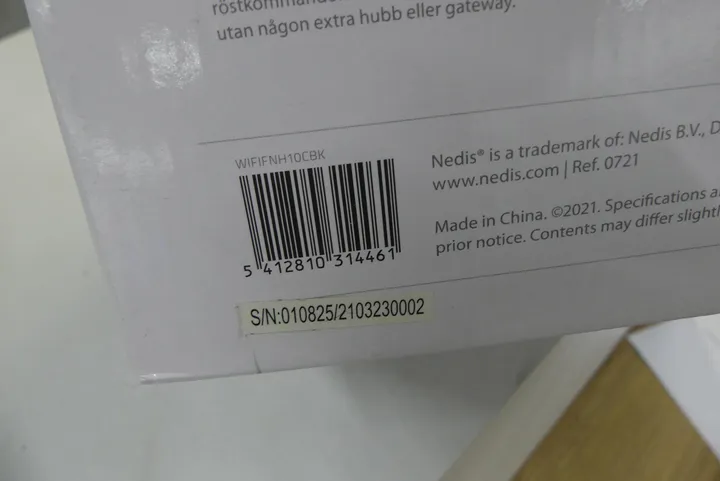 utan någon extra hubb eller gateway.
WIFIFNH10CBK
5 412810 314461
Nedis® is a trademark of: Nedis B.V., D
www.nedis.com | Ref. 0721
Made in China. ©2021. Specifications a
prior notice. Contents may differ slightl
S/N:010825/2103230002